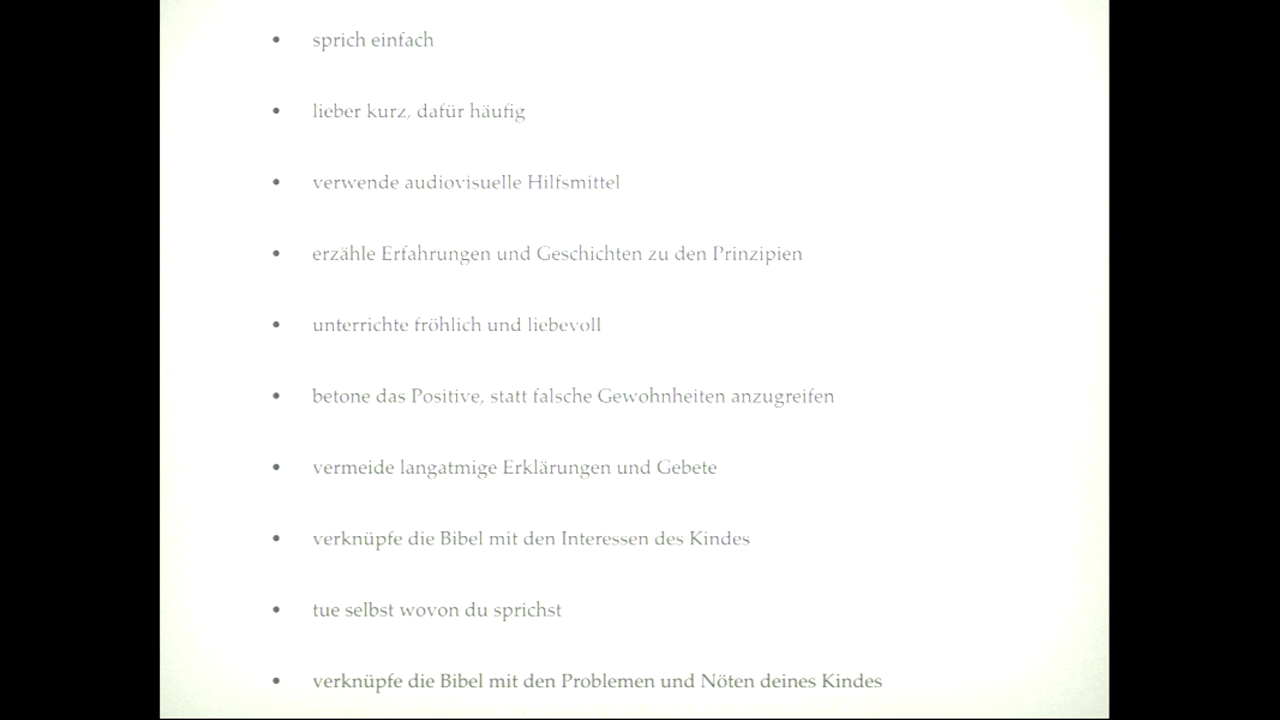 • sprich einfach
• lieber kurz, dafür häufig
• verwende audiovisuelle Hilfsmittel
• erzähle Erfahrungen und Geschichten zu den Prinzipien
• unterrichte fröhlich und liebevoll
• betone das Positive, statt falsche Gewohnheiten anzugreifen
• vermeide langatmige Erklärungen und Gebete
• verknüpfe die Bibel mit den Interessen des Kindes
• tue selbst wovon du sprichst
• verknüpfe die Bibel mit den Problemen und Nöten deines Kindes